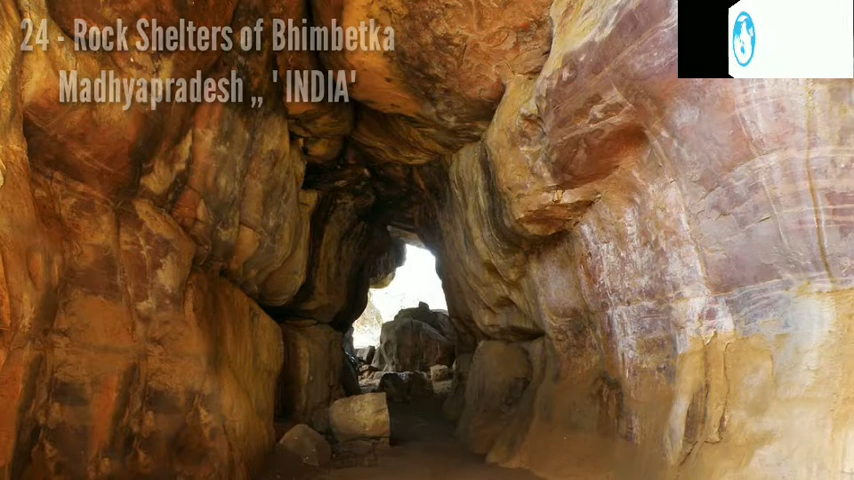 24 - Rock Shelters of Bhimbetka
Madhyapradesh ,, ' INDIA'